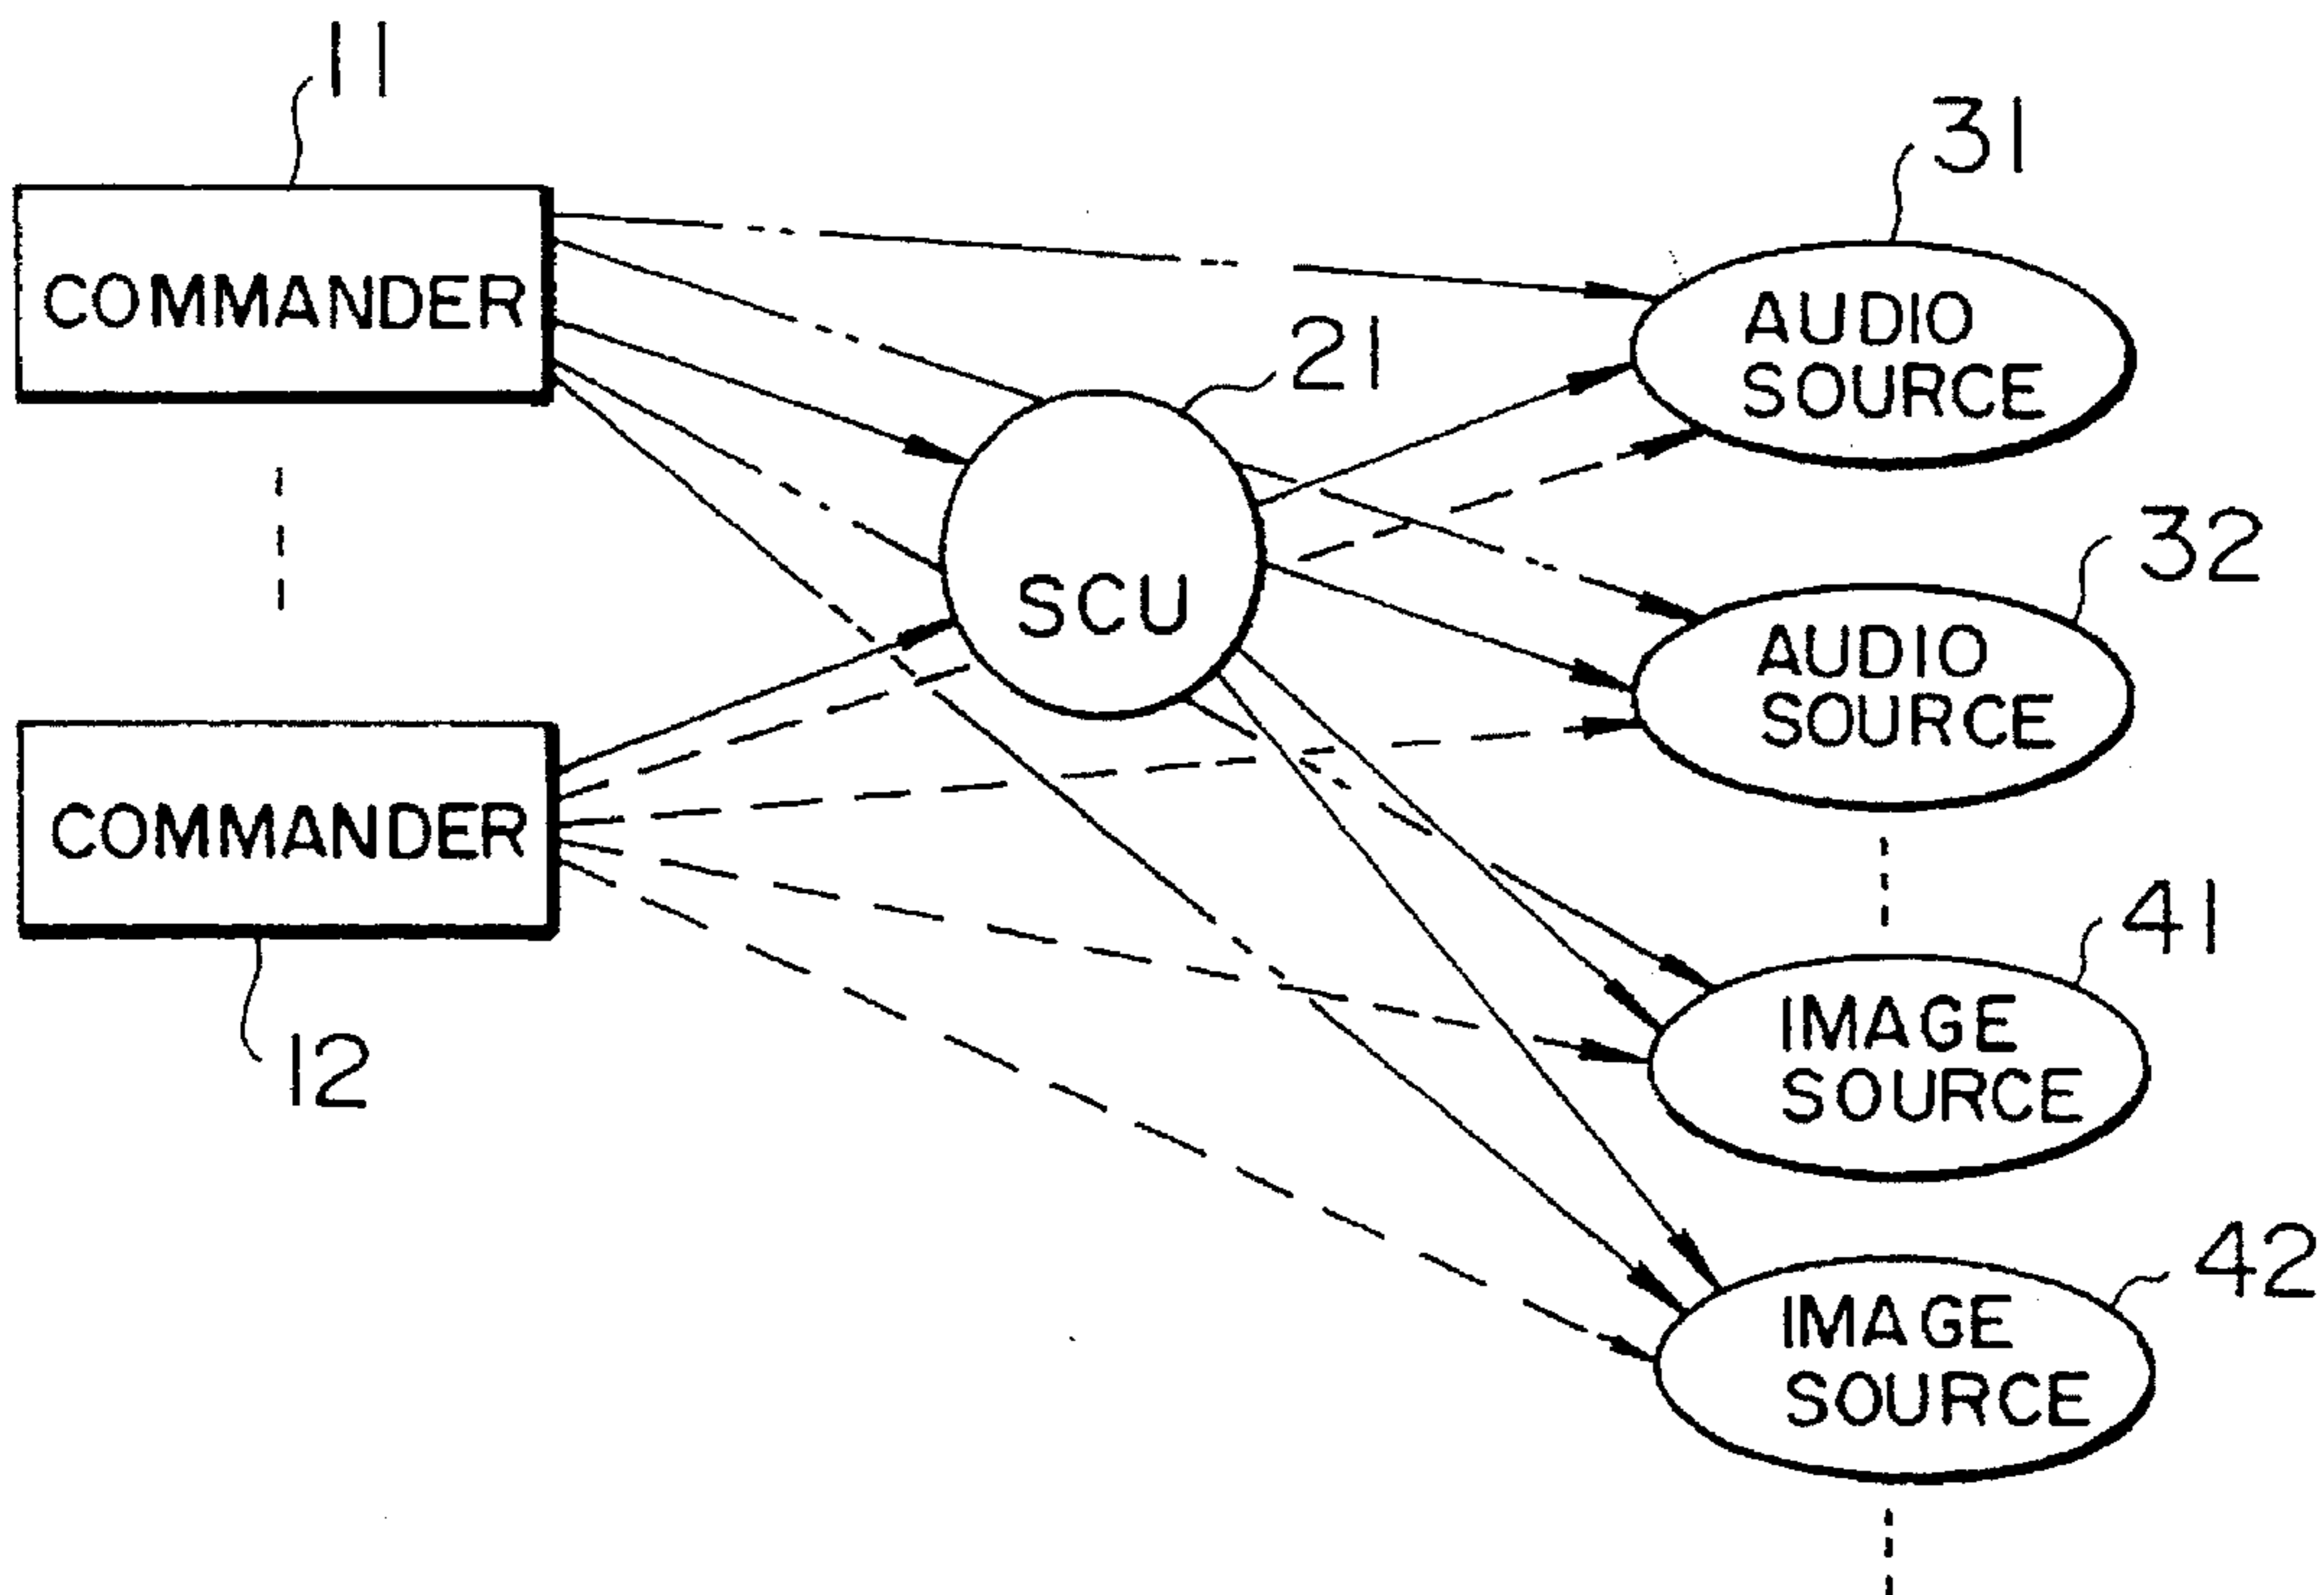 11
COMMANDER
21
SCU
COMMANDER
12
31
AUDIO
SOURCE
32
AUDIO
SOURCE
41
IMAGE
SOURCE
42
IMAGE
SOURCE